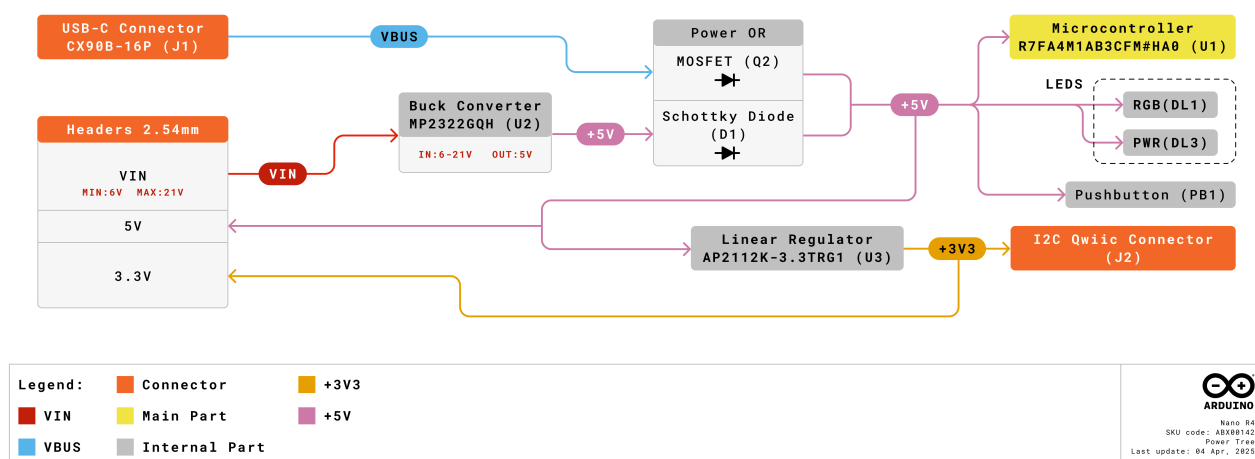 USB-C Connector
CX90B-16P (J1)
VBUS
Power OR
MOSFET (Q2)
Schottky Diode
(D1)
Microcontroller
R7FA4M1AB3CFM#HA0 (U1)
LEDS
RGB(DL1)
PWR(DL3)
+5V
Pushbutton (PB1)
Buck Converter
MP2322GQH (U2)
IN:6-21V OUT:5V
+5V
Headers 2.54mm
VIN
MIN:6V MAX:21V
5V
3.3V
VIN
Linear Regulator
AP2112K-3.3TRG1 (U3)
+3V3
I2C Qwiic Connector
(J2)
Legend:
Connector
+3V3
VIN
Main Part
+5V
VBUS
Internal Part
ARDUINO
Nano R4
SKU code: ABX00142
Power Tree
Last update: 04 Apr, 2025